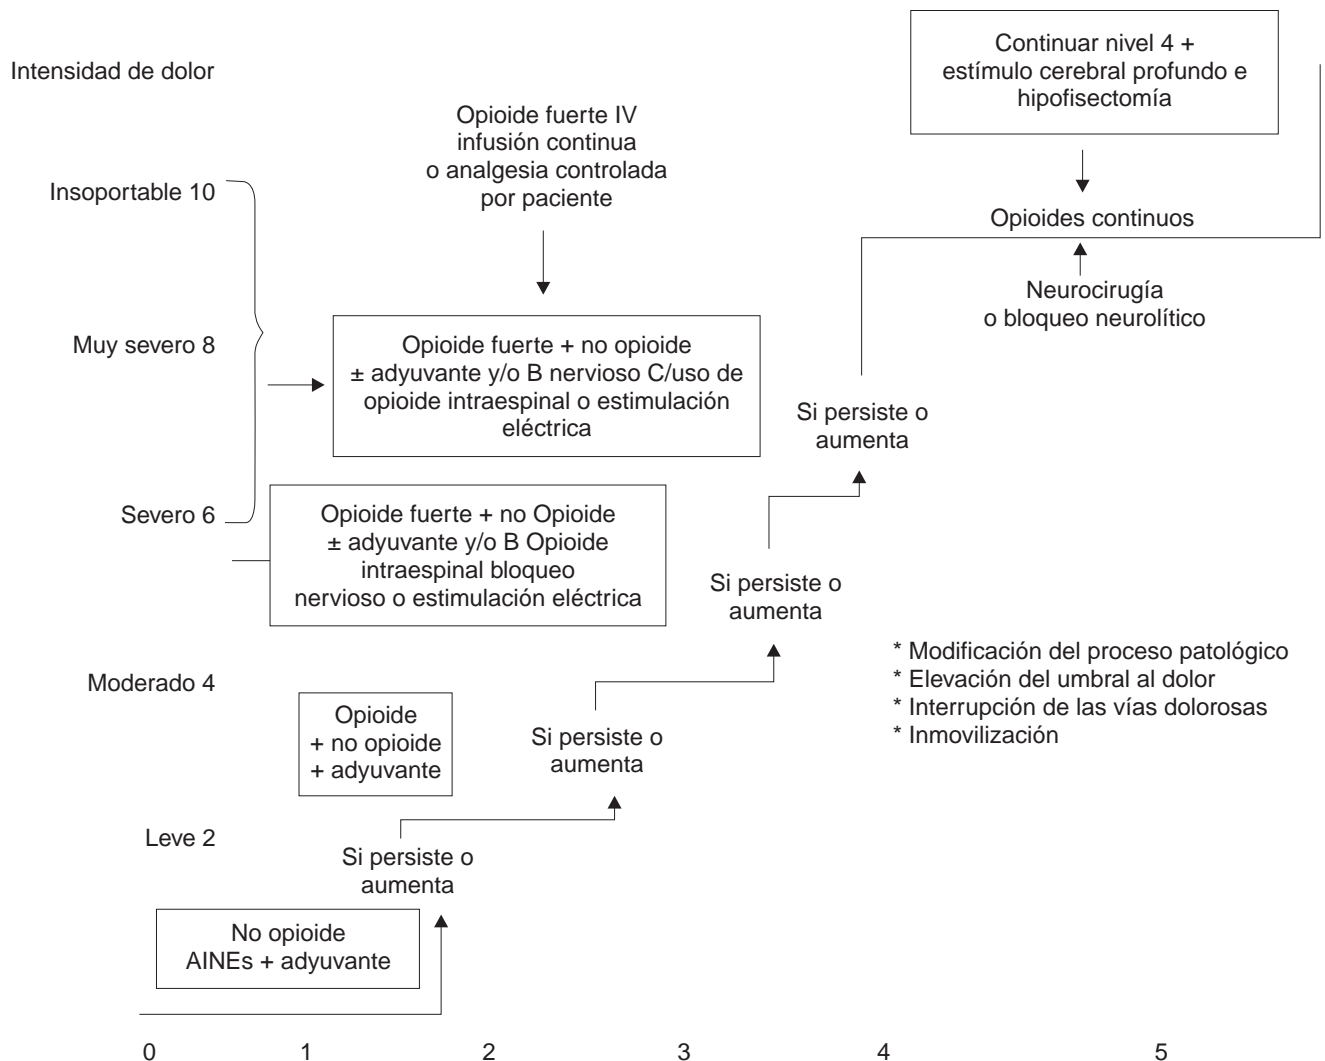 Intensidad de dolor
Continuar nivel 4 +
estímulo cerebral profundo e
hipofisectomía
Opioide fuerte IV
infusión continua
o analgesia controlada
por paciente
Insoportable 10
Opioides continuos
Neurocirugía
o bloqueo neurolítico
Muy severo 8
Opioide fuerte + no opioide
± adyuvante y/o B nervioso C/uso de
opioide intraespinal o estimulación
eléctrica
Si persiste o
aumenta
Severo 6
Opioide fuerte + no Opioide
± adyuvante y/o B Opioide
intraespinal bloqueo
nervioso o estimulación eléctrica
Si persiste o
aumenta
* Modificación del proceso patológico
* Elevación del umbral al dolor
* Interrupción de las vías dolorosas
* Inmovilización
Moderado 4
Opioide
+ no opioide
+ adyuvante
Si persiste o
aumenta
Leve 2
Si persiste o
aumenta
No opioide
AINEs + adyuvante
0 1 2 3 4 5